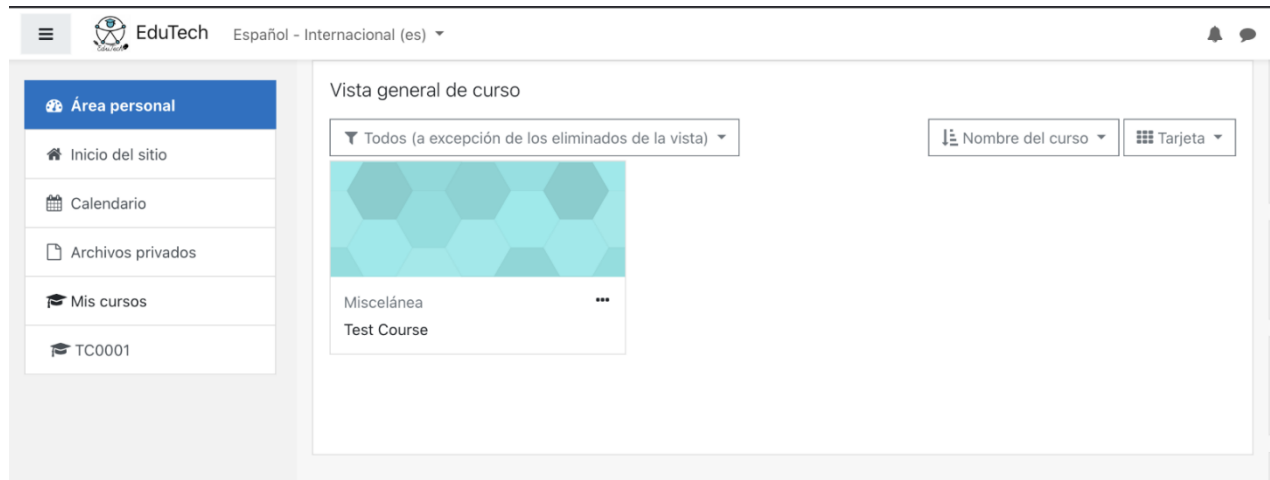 EduTech
EduTech Español - Internacional (es)
Área personal
Inicio del sitio
Calendario
Archivos privados
Mis cursos
TC0001
Vista general de curso
Todos (a excepción de los eliminados de la vista)
Nombre del curso
Tarjeta
Miscelánea
Test Course